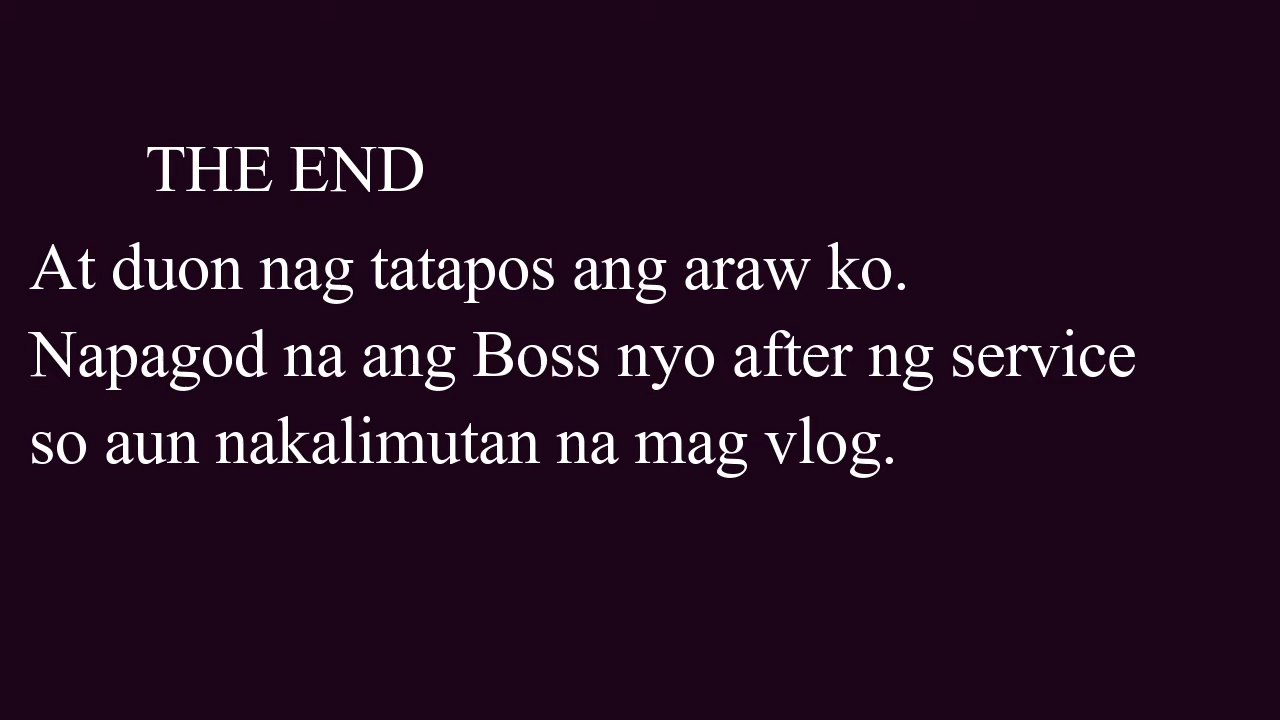 THE END
At duon nag tatapos ang araw ko.
Napagod na ang Boss nyo after ng service
so aun nakalimutan na mag vlog.